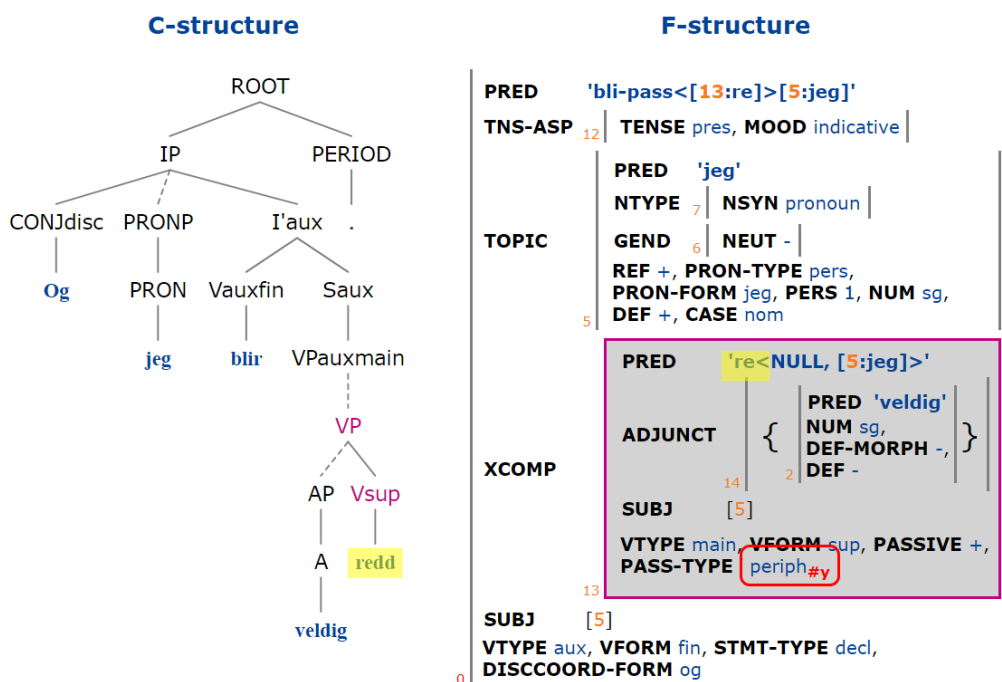 C-structure
ROOT
IP PERIOD
CONJdisc PRONP I'aux .
Og PRON Vauxfin Saux
jeg blir VPauxmain
VP
AP Vsup
A redd
veldig
F-structure
PRED 'bli-pass<[13:re]>[5:jeg]'
TNS-ASP 12 TENSE pres, MOOD indicative
PRED 'jeg'
NTYPE 7 NSYN pronoun
TOPIC GEND 6 NEUT -
REF +, PRON-TYPE pers,
PRON-FORM jeg, PERS 1, NUM sg,
5 DEF +, CASE nom
PRED 're<NULL, [5:jeg]>'
PRED 'veldig'
ADJUNCT { NUM sg, }
DEF-MORPH -,
XCOMP 14 2 DEF -
SUBJ [5]
VTYPE main, VFORM sup, PASSIVE +,
PASS-TYPE periph#y
13
SUBJ [5]
VTYPE aux, VFORM fin, STMT-TYPE decl,
0 DISCCOORD-FORM og